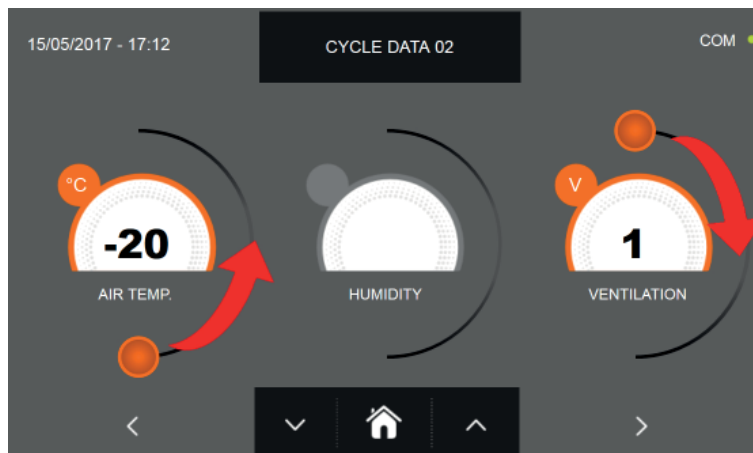 15/05/2017 - 17:12
CYCLE DATA 02
COM
°C
-20
AIR TEMP.
HUMIDITY
V
1
VENTILATION